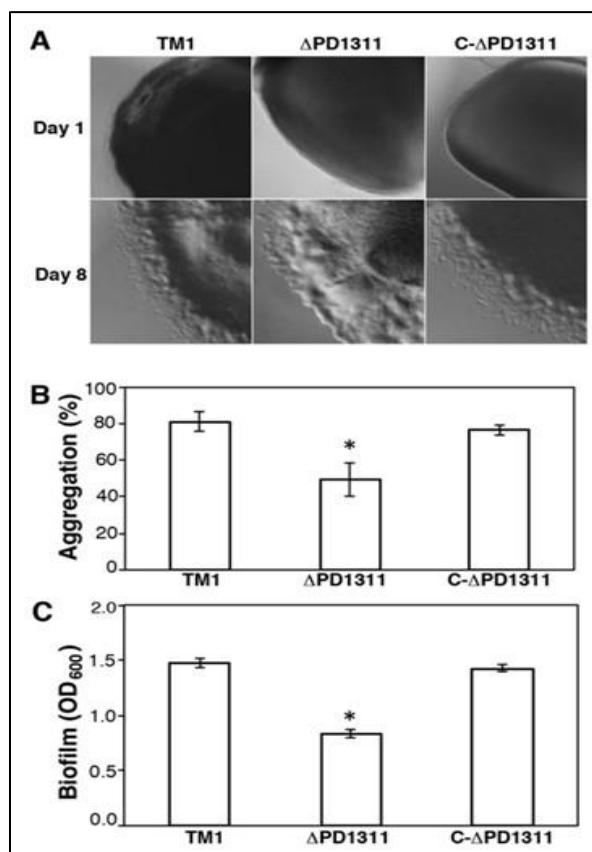 A
TM1 ΔPD1311 C-ΔPD1311
Day 1
Day 8
B
Aggregation (%)
100
80
60
40
20
0
*
TM1 ΔPD1311 C-ΔPD1311
C
Biofilm (OD600)
2.0
1.5
1.0
0.5
0.0
*
TM1 ΔPD1311 C-ΔPD1311